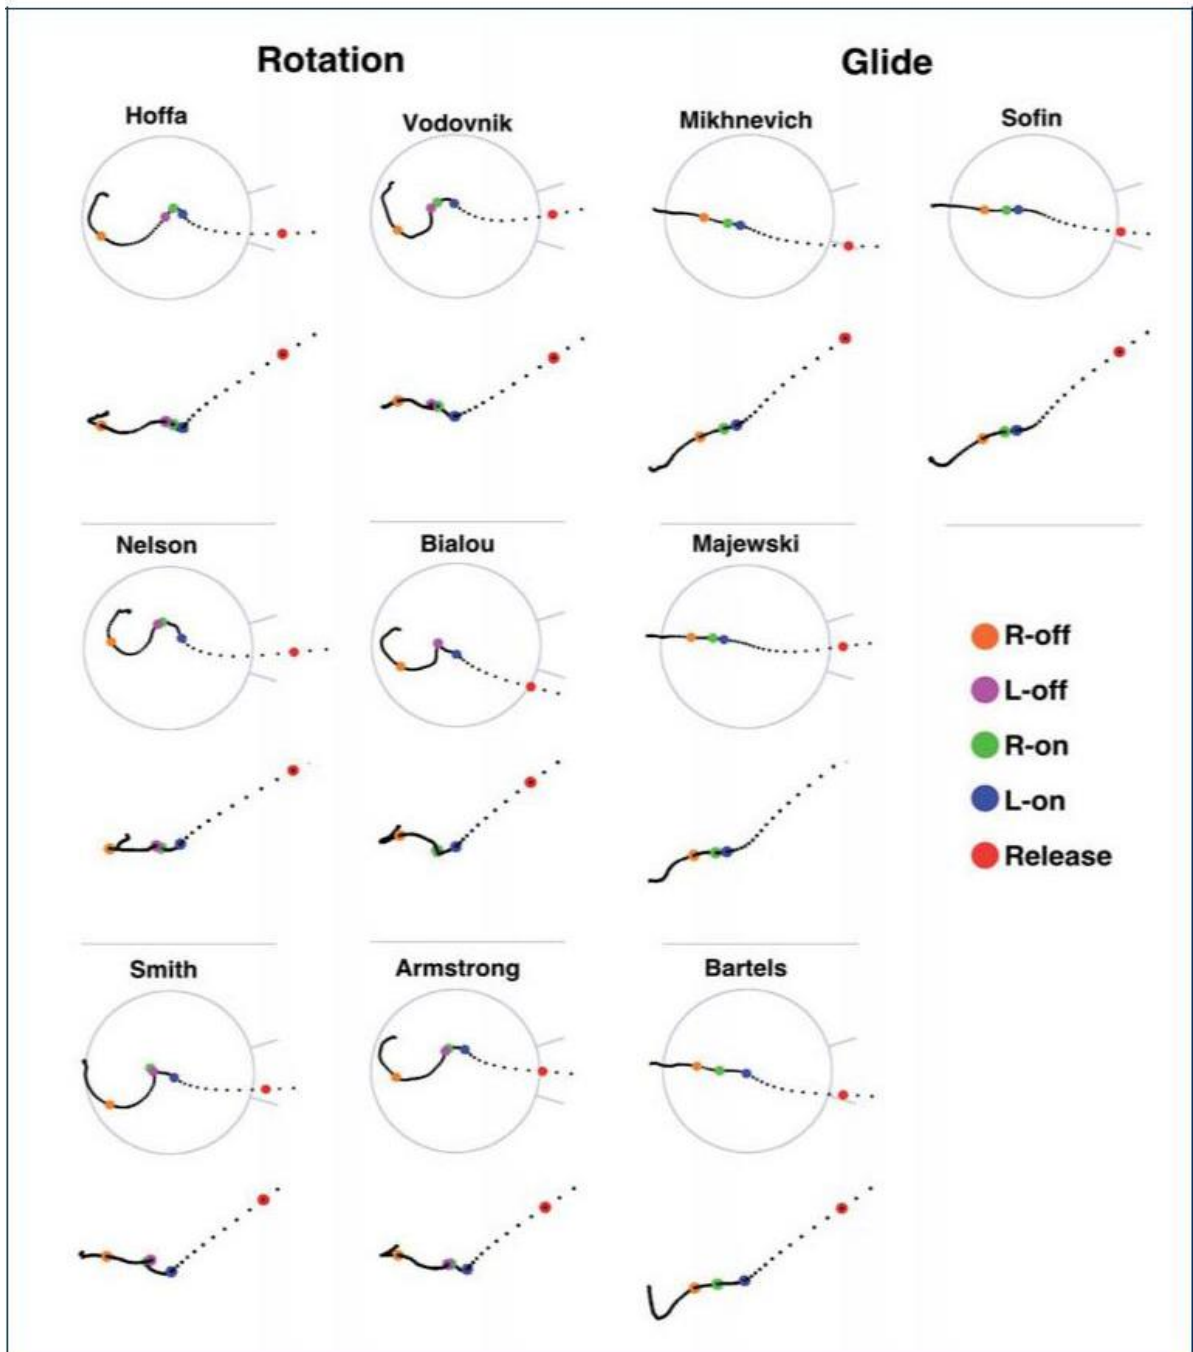 Rotation
Glide
Hoffa
Vodovnik
Mikhnevich
Sofin
Nelson
Bialou
Majewski
R-off
L-off
R-on
L-on
Release
Smith
Armstrong
Bartels